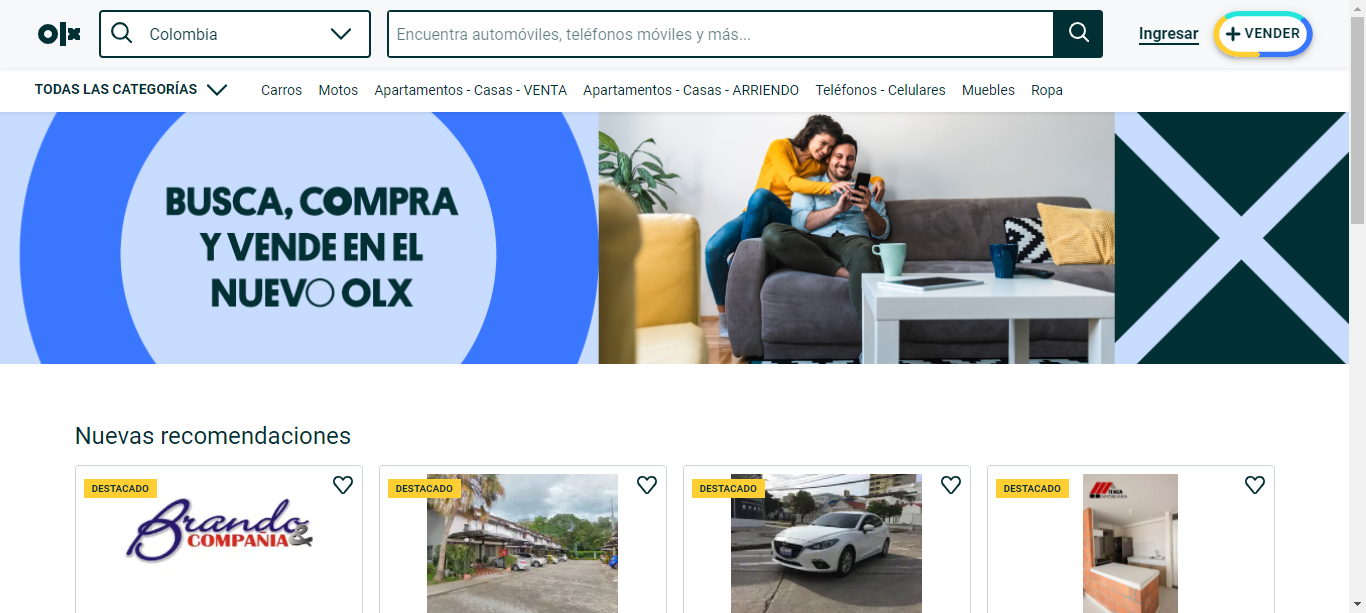 olx
Colombia
Encuentra automóviles, teléfonos móviles y más...
Ingresar
VENDER
TODAS LAS CATEGORÍAS
Carros
Motos
Apartamentos - Casas - VENTA
Apartamentos - Casas - ARRIENDO
Teléfonos - Celulares
Muebles
Ropa
BUSCA, COMPRA
Y VENDE EN EL
NUEVO OLX
Nuevas recomendaciones
DESTACADO
Brando
COMPANIA
DESTACADO
DESTACADO
DESTACADO